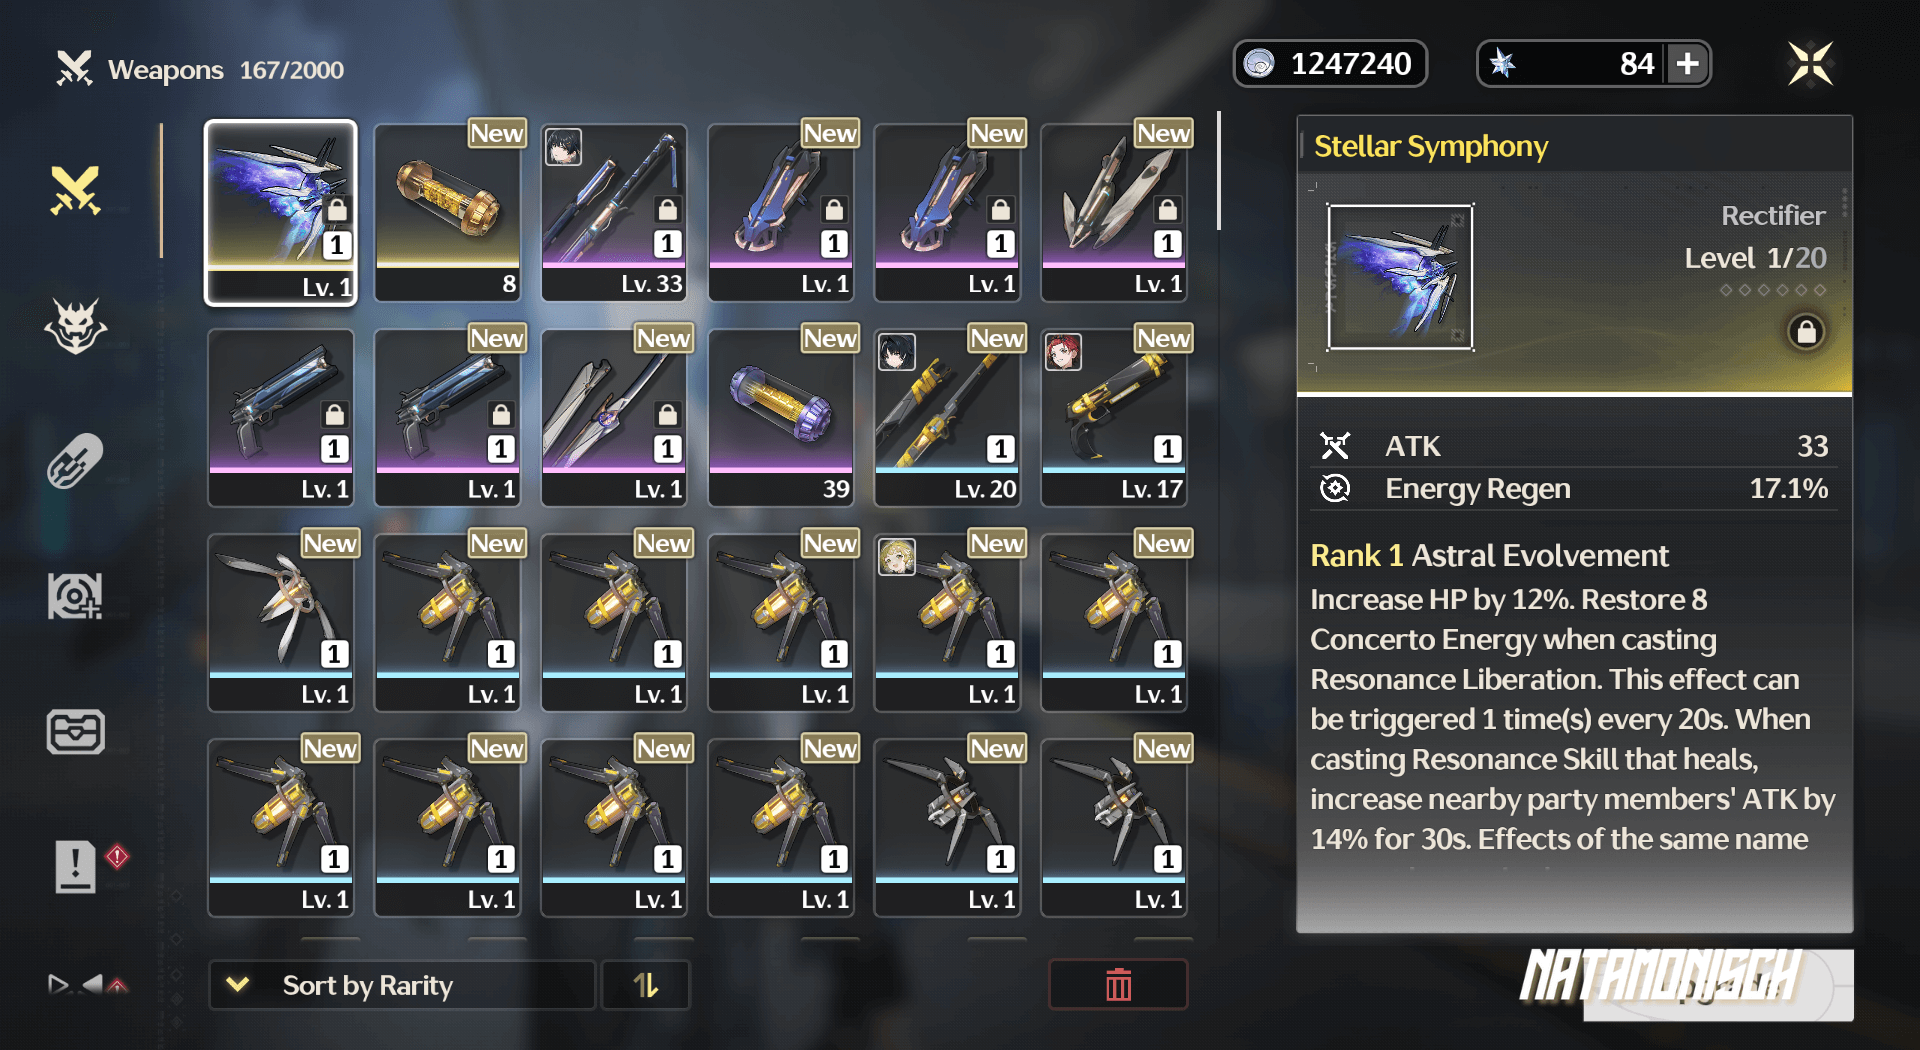 Weapons 167/2000
1247240
84
New
New
New
New
1
1
1
1
1
Lv. 1
8
Lv. 33
Lv. 1
Lv. 1
Lv. 1
New
New
New
New
New
1
1
1
1
1
Lv. 1
Lv. 1
Lv. 1
39
Lv. 20
Lv. 17
New
New
New
New
New
New
1
1
1
1
1
1
Lv. 1
Lv. 1
Lv. 1
Lv. 1
Lv. 1
Lv. 1
New
New
New
New
New
New
1
1
1
1
1
1
Lv. 1
Lv. 1
Lv. 1
Lv. 1
Lv. 1
Lv. 1
Sort by Rarity
Stellar Symphony
Rectifier
Level 1/20
ATK 33
Energy Regen 17.1%
Rank 1 Astral Evolvement
Increase HP by 12%. Restore 8
Concerto Energy when casting
Resonance Liberation. This effect can
be triggered 1 time(s) every 20s. When
casting Resonance Skill that heals,
increase nearby party members' ATK by
14% for 30s. Effects of the same name
NATAMONISCH